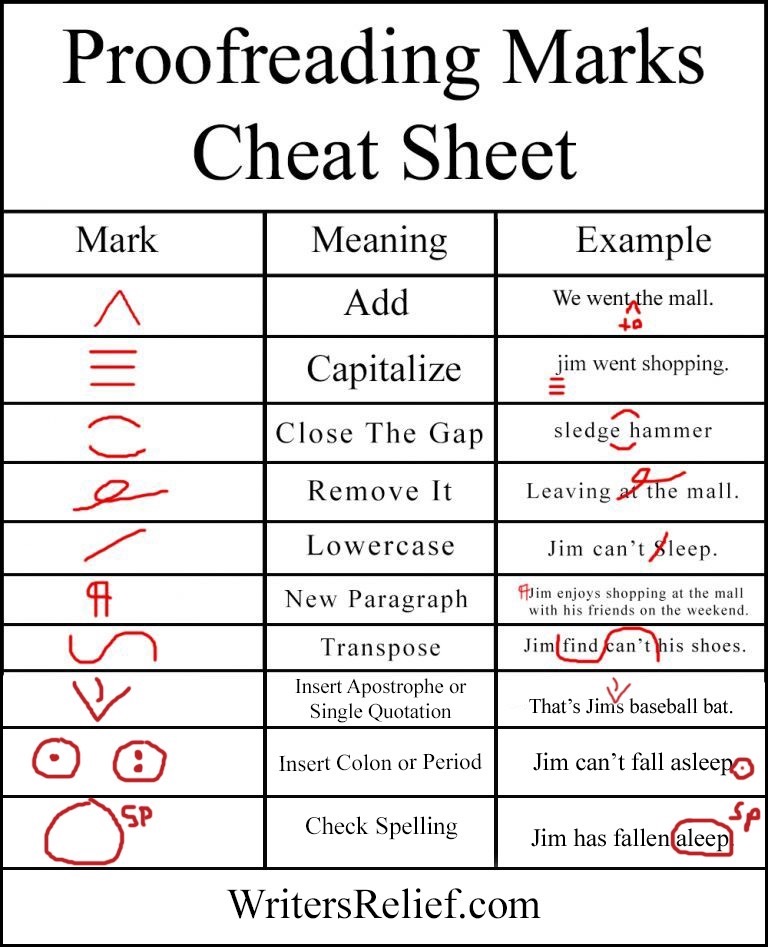 Proofreading Marks
Cheat Sheet
Mark Meaning Example
Add We went the mall.
to
Capitalize jim went shopping.
Close The Gap sledge hammer
Remove It Leaving at the mall.
Lowercase Jim can’t Sleep.
¶ New Paragraph ¶Jim enjoys shopping at the mall
with his friends on the weekend.
Transpose Jim find can’t his shoes.
Insert Apostrophe or
Single Quotation
That’s Jims baseball bat.
Insert Colon or Period Jim can’t fall asleep
sp Check Spelling Jim has fallen aleep. sp
WritersRelief.com